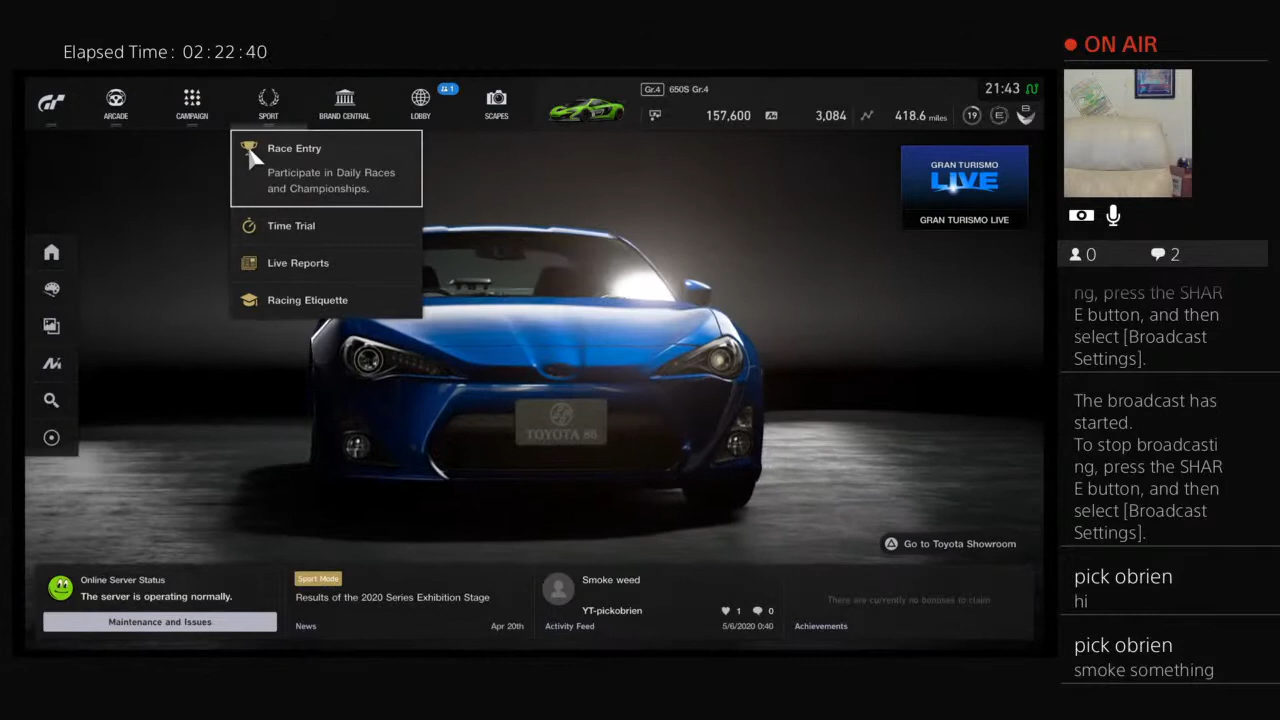 Elapsed Time: 02:22:40
ON AIR
ARCADE
CAMPAIGN
SPORT
BRAND CENTRAL
LOBBY
1
SCAPES
Gr.4 650S Gr.4
157,600
3,084
418.6 miles
21:43
19
E
Race Entry
Participate in Daily Races
and Championships.
Time Trial
Live Reports
Racing Etiquette
GRAN TURISMO
LIVE
GRAN TURISMO LIVE
TOYOTA 86
Go to Toyota Showroom
Online Server Status
The server is operating normally.
Maintenance and Issues
Sport Mode
Results of the 2020 Series Exhibition Stage
News
Apr 20th
Smoke weed
YT-pickobrien
1
0
Activity Feed
5/6/2020 0:40
There are currently no bonuses to claim
Achievements
0
2
ng, press the SHAR
E button, and then
select [Broadcast
Settings].
The broadcast has
started.
To stop broadcasti
ng, press the SHAR
E button, and then
select [Broadcast
Settings].
pick obrien
hi
pick obrien
smoke something